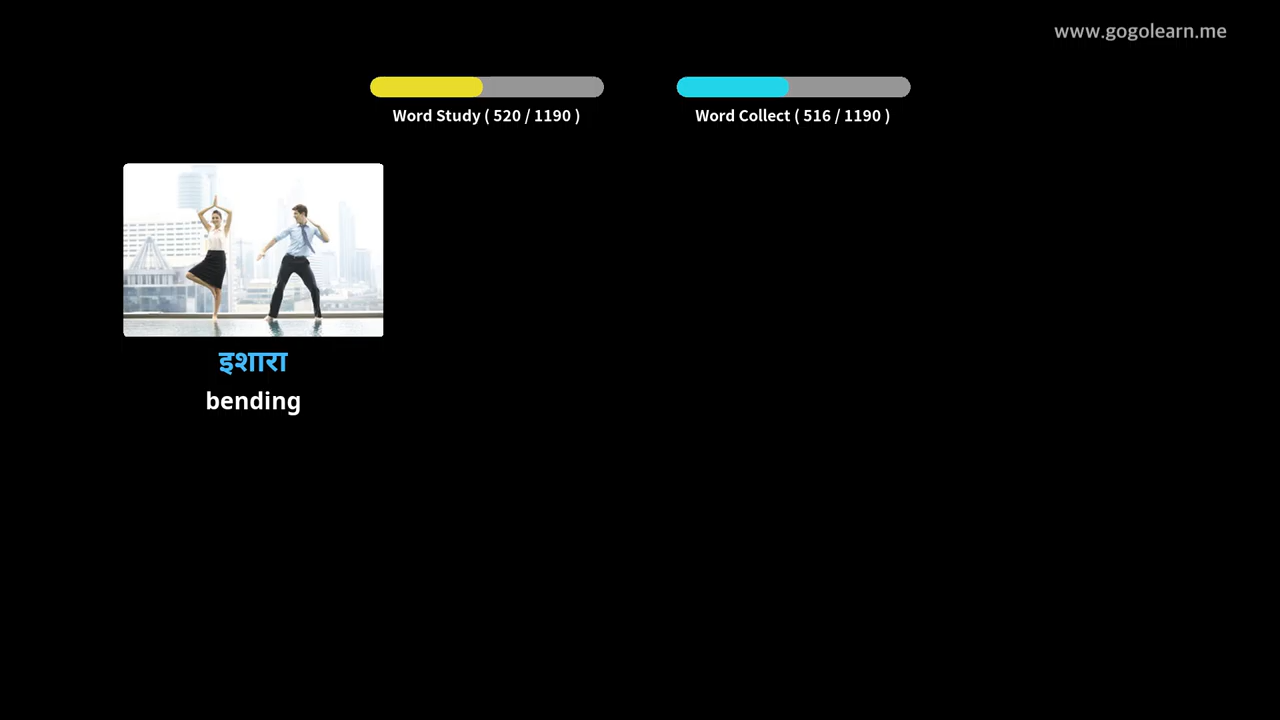 www.gogolearn.me
Word Study ( 520 / 1190 )
Word Collect ( 516 / 1190 )
इशारा
bending